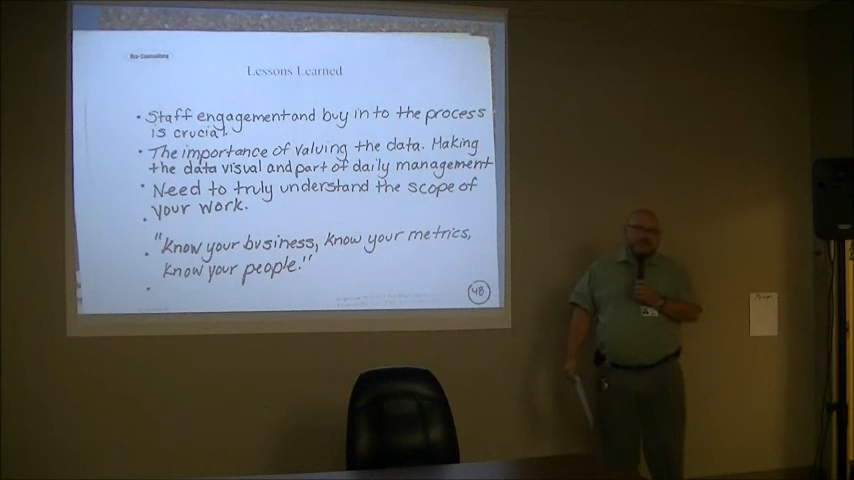 Lessons Learned
Staff engagement and buy in to the process
is crucial.
The importance of valuing the data. Making
the data visual and part of daily management
Need to truly understand the scope of
your work.
"Know your business, know your metrics,
know your people."
48